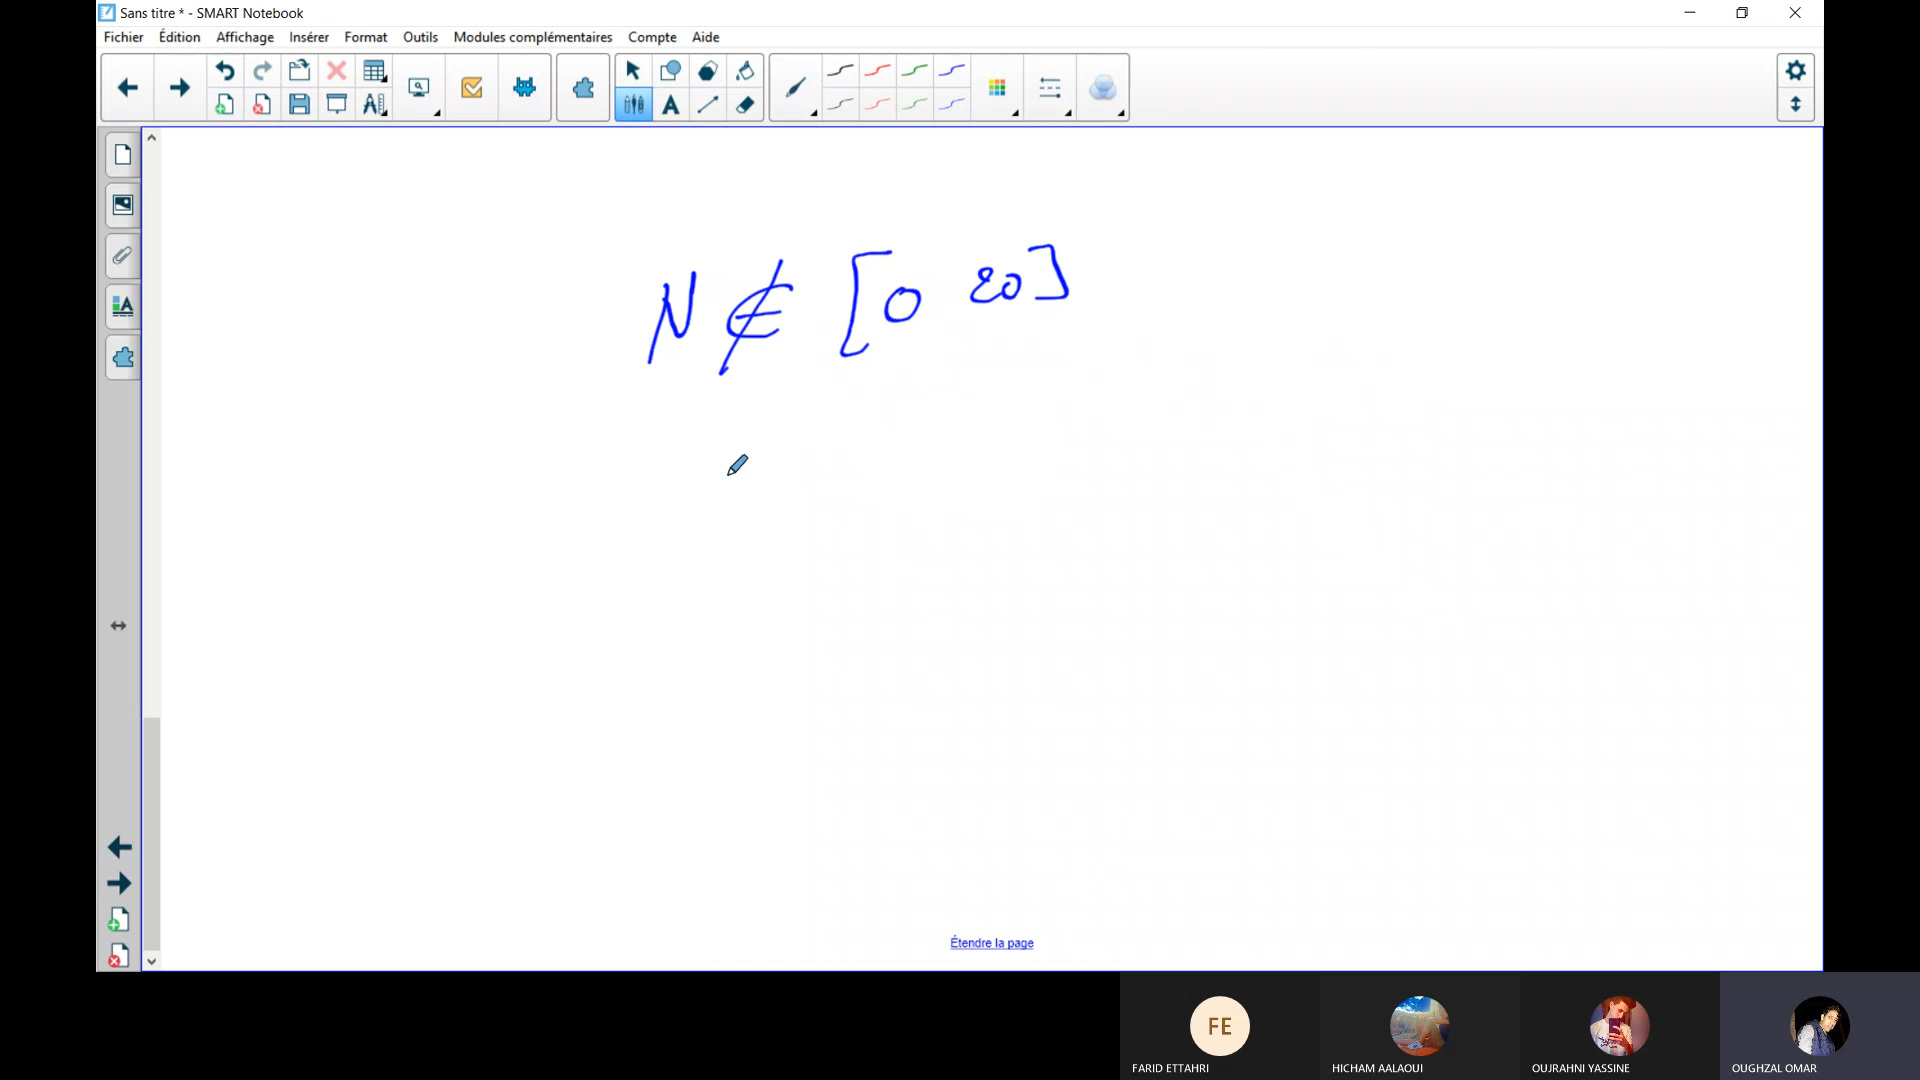 Sans titre * - SMART Notebook
Fichier Édition Affichage Insérer Format Outils Modules complémentaires Compte Aide
N ∉ [0 20]
Étendre la page
FE
FARID ETTAHRI HICHAM AALAOUI OUJRAHNI YASSINE OUGHZAL OMAR